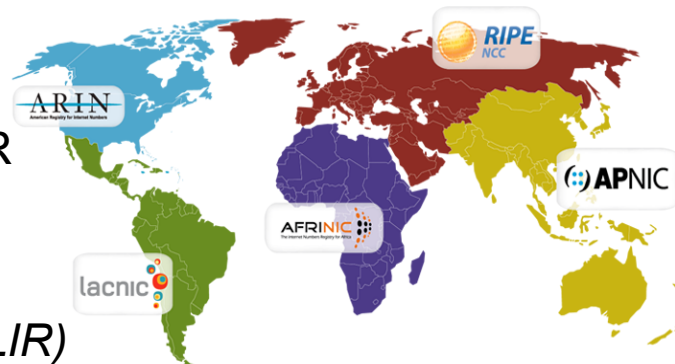 RIPE
NCC
ARIN
American Registry for Internet Numbers
R
APNIC
AFRINIC
The Internet Numbers Registry for Africa
lacnic
LIR)